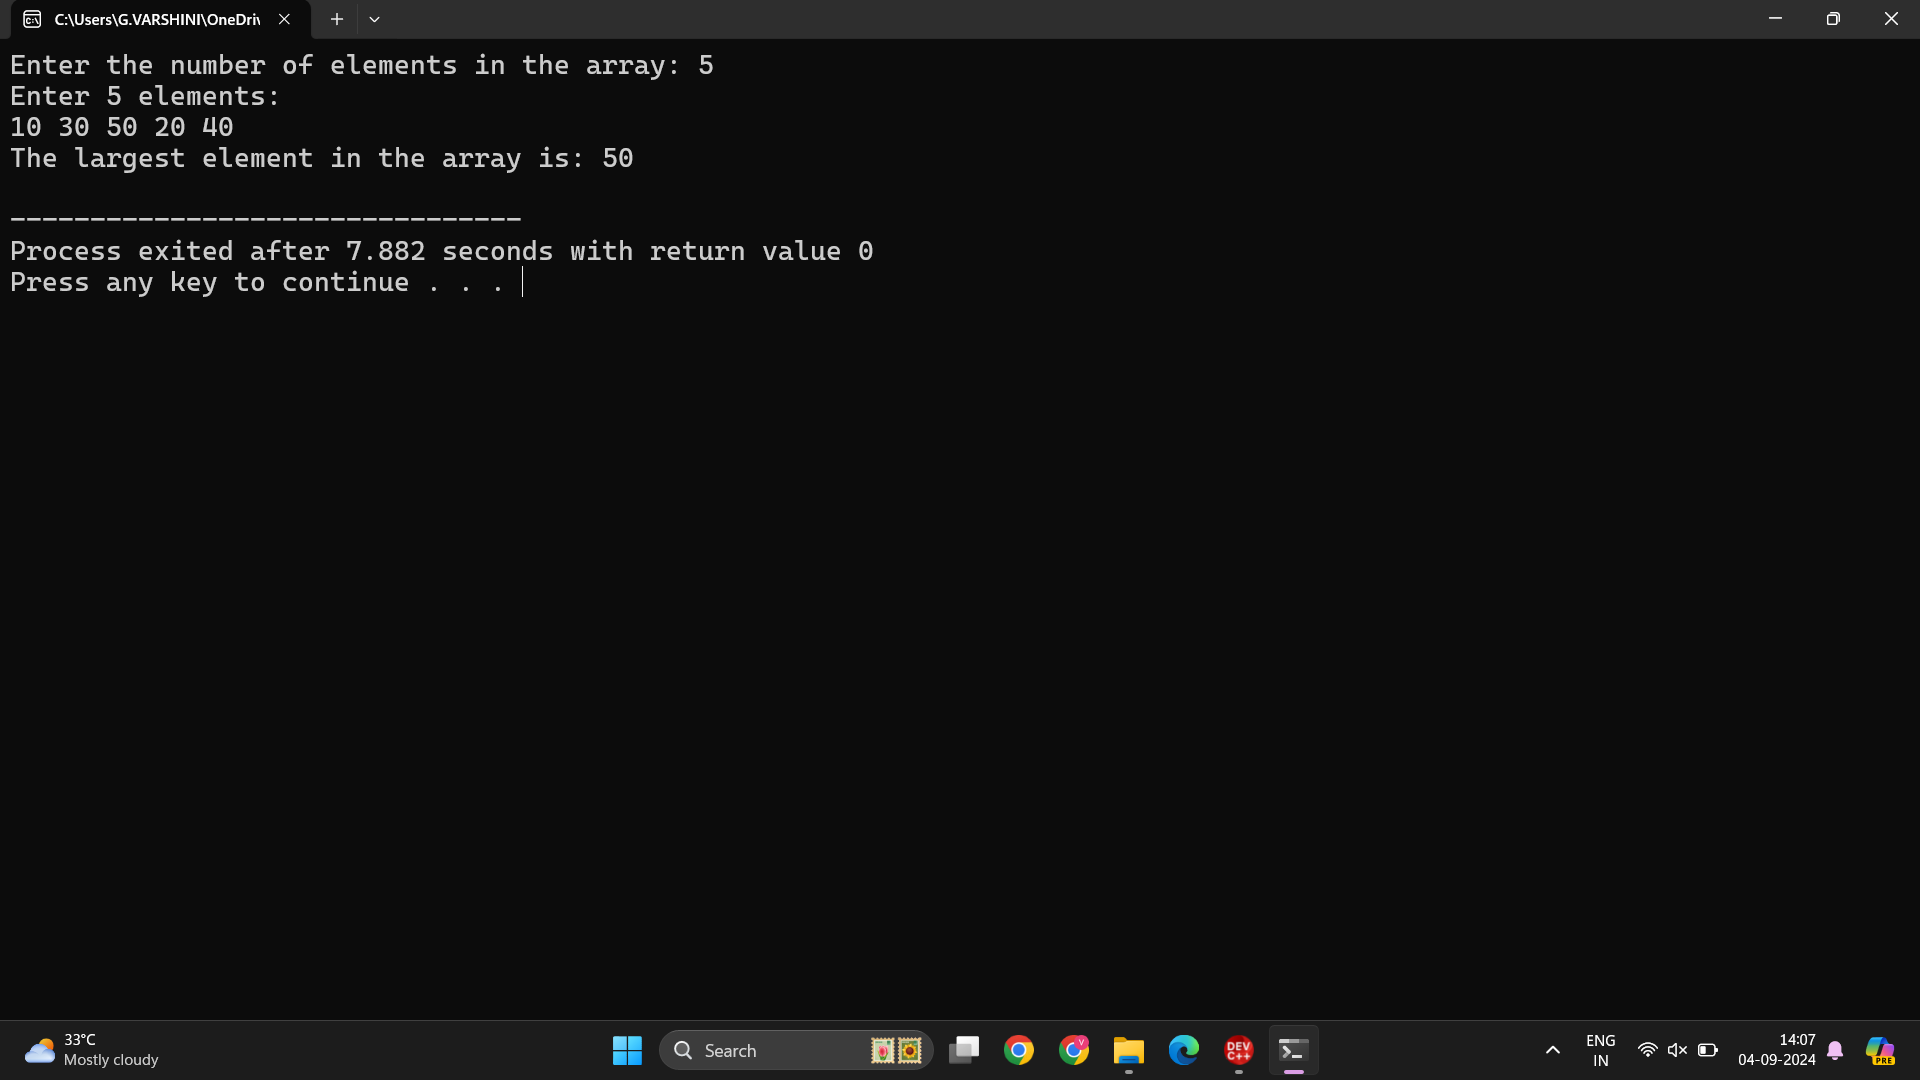 C:\Users\G.VARSHINI\OneDri
Enter the number of elements in the array: 5
Enter 5 elements:
10 30 50 20 40
The largest element in the array is: 50
--------------------------------
Process exited after 7.882 seconds with return value 0
Press any key to continue . . .
33°C
Mostly cloudy
Search
V
DEV
C++
ENG
IN
14:07
04-09-2024
PRE